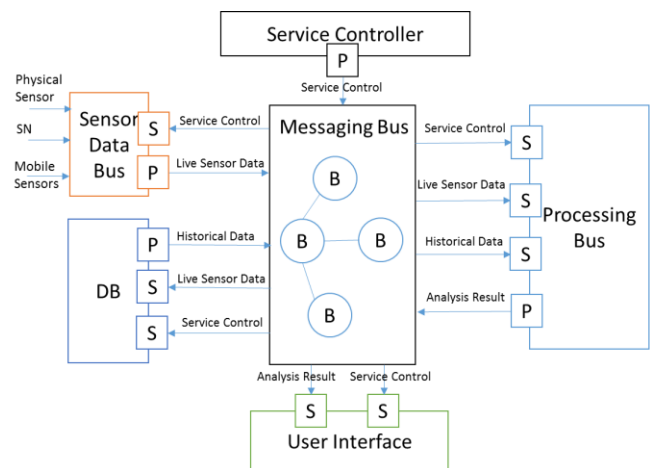 Service Controller
P
Service Control
Physical
Sensor
SN
Mobile
Sensors
Sensor
Data
Bus
S
P
Service Control
Live Sensor Data
Messaging Bus
B
B
B
B
Service Control
Live Sensor Data
Historical Data
Analysis Result
S
S
S
P
Processing
Bus
DB
P
S
S
Historical Data
Live Sensor Data
Service Control
Analysis Result
Service Control
S
S
User Interface